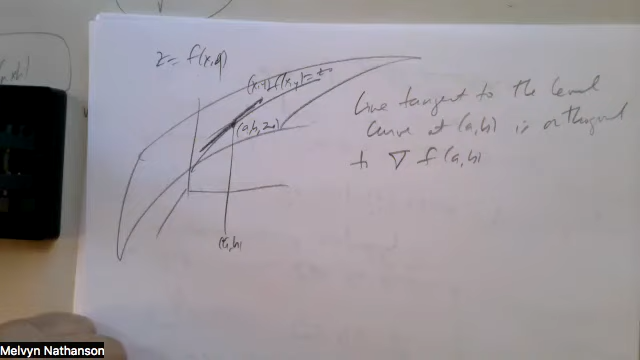 z = f(x,y)
(x,y) f(x,y) = z₀
(a,b,z₀)
(a,b)
Line tangent to the level
curve at (a,b) is orthogonal
to ∇ f(a,b)
Melvyn Nathanson